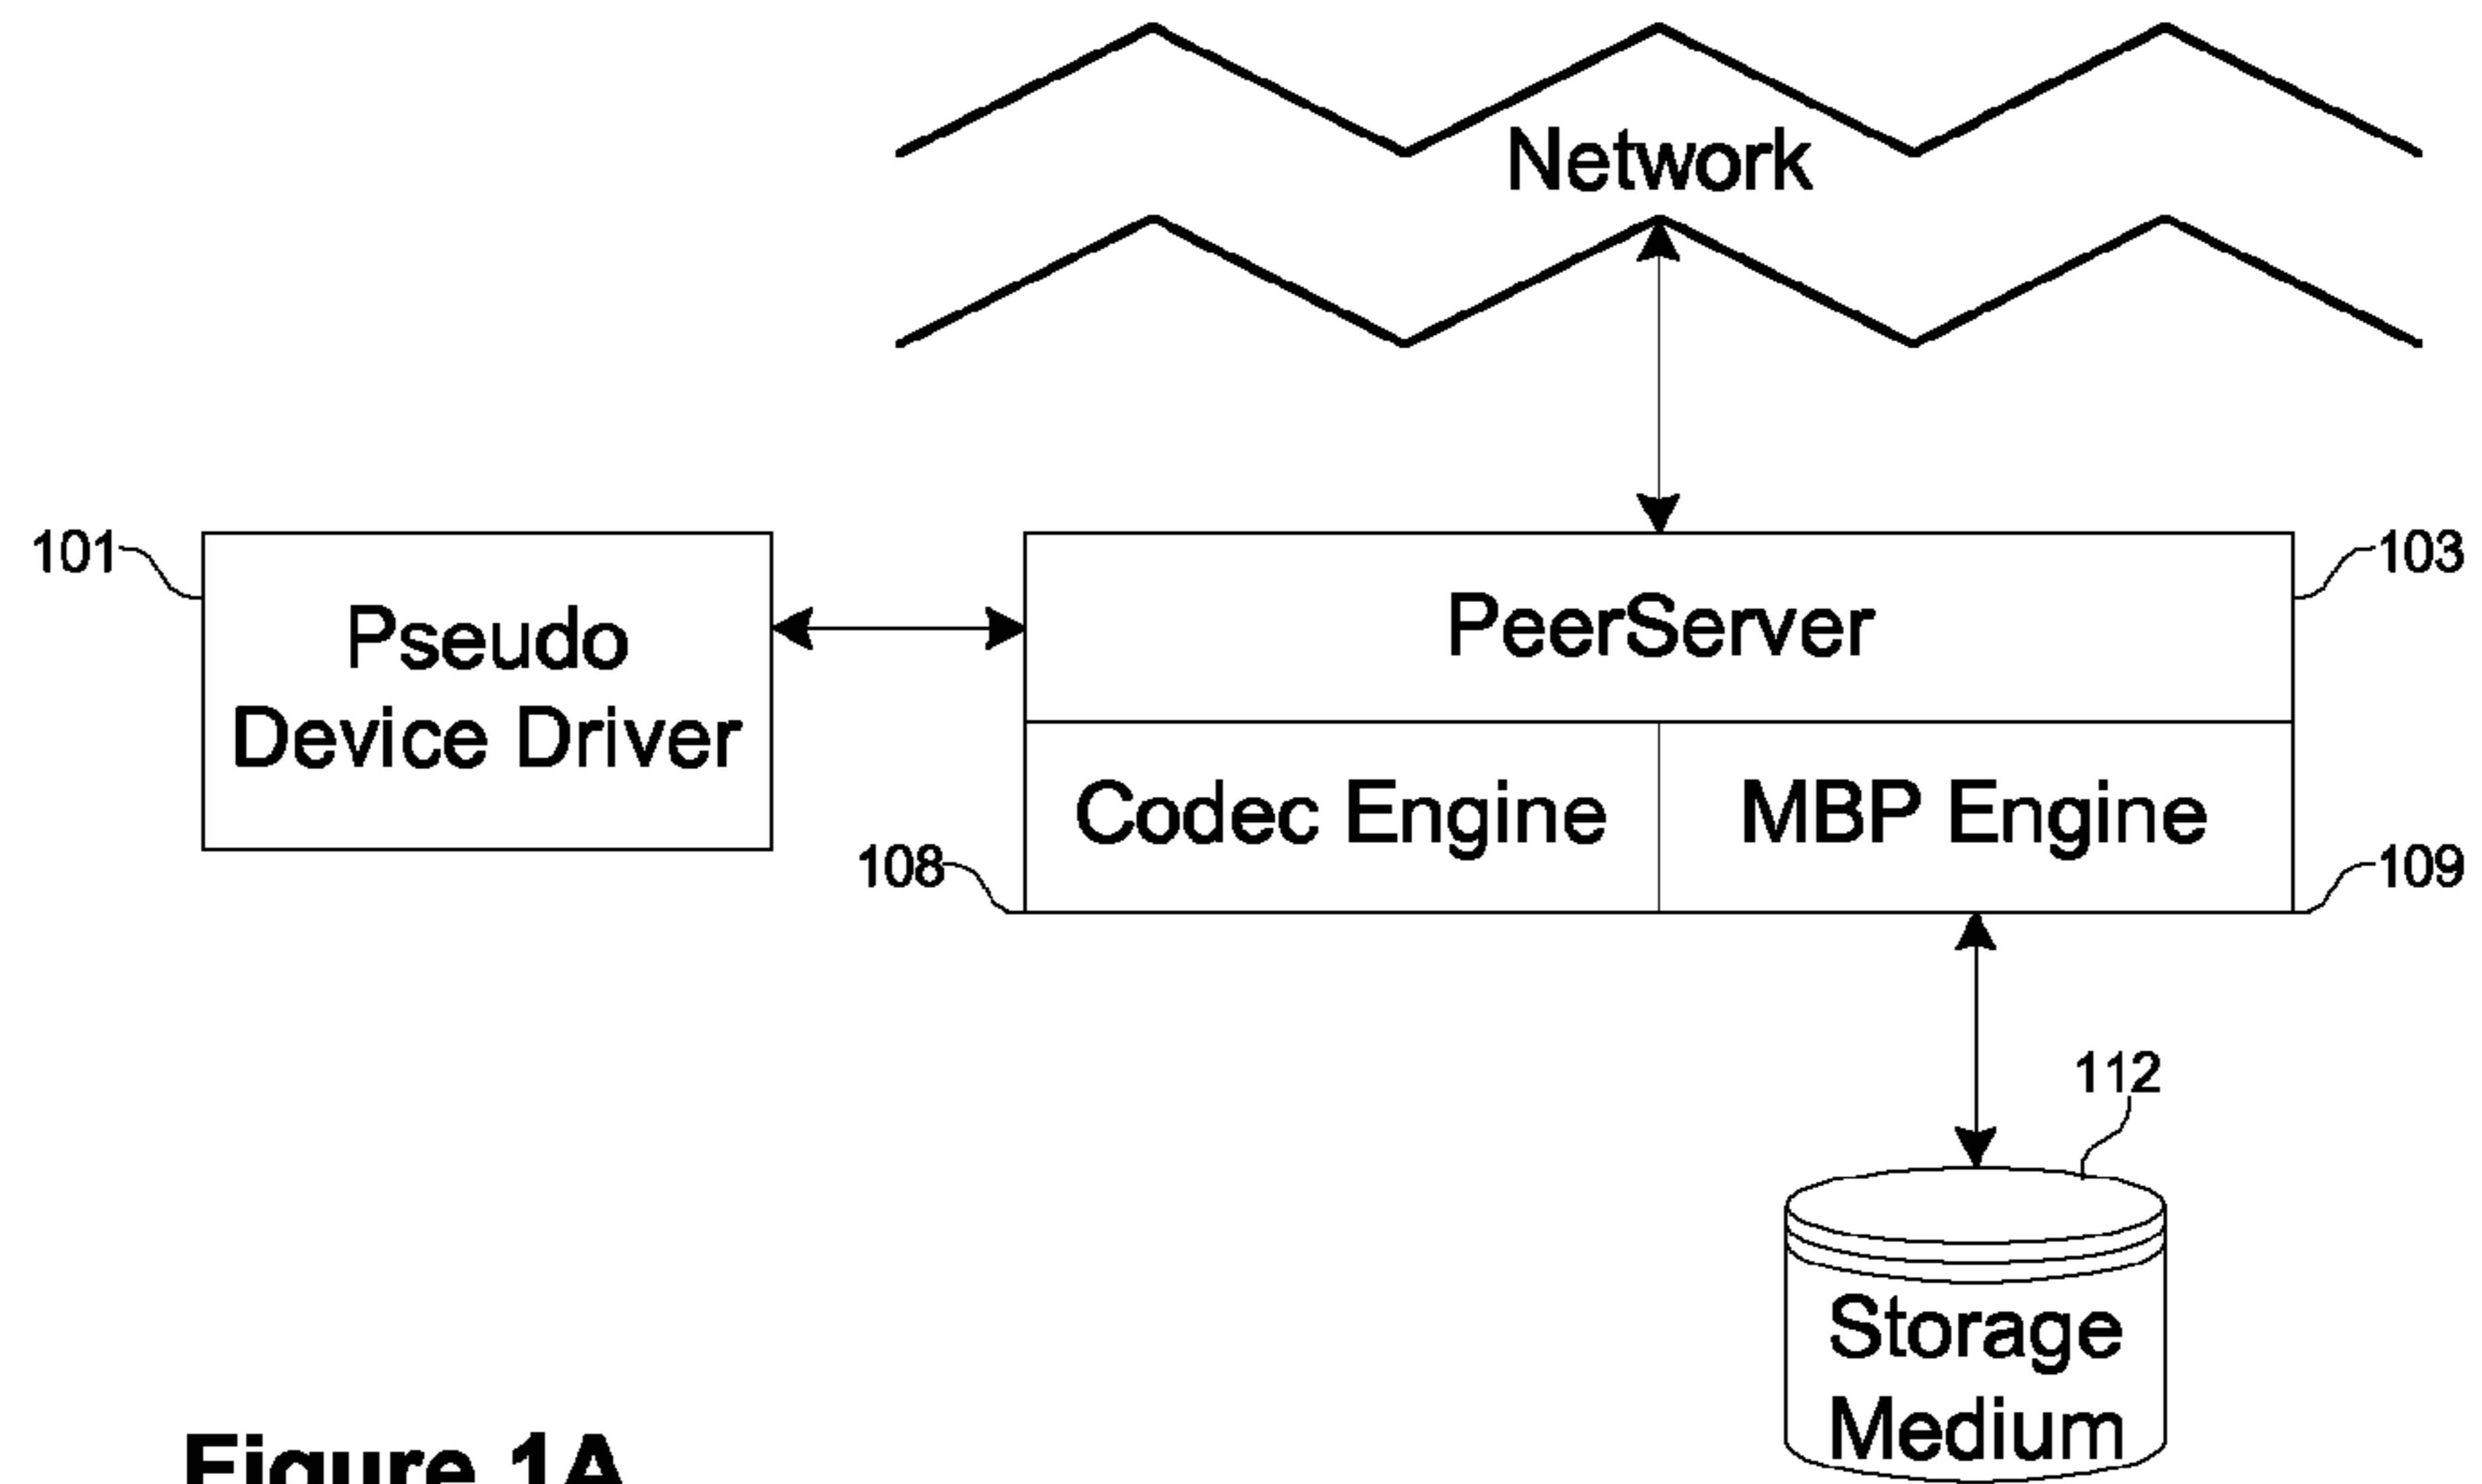 Network
101
103
Pseudo
Device Driver
PeerServer
Codec Engine
MBP Engine
108
109
112
Storage
Medium
Figure 1A